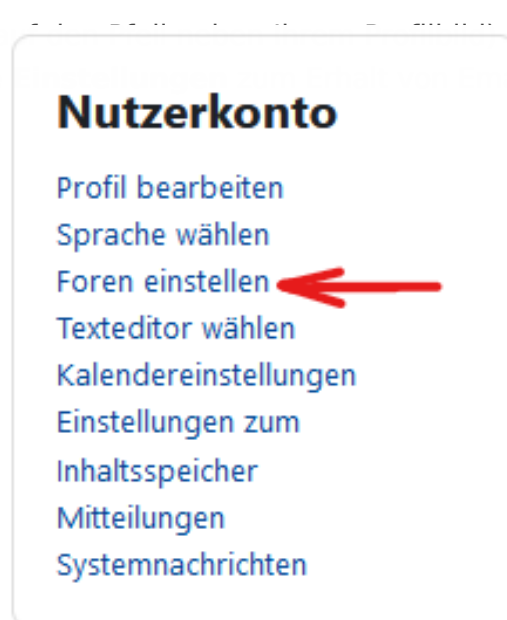 Nutzerkonto
Profil bearbeiten
Sprache wählen
Foren einstellen
Texteditor wählen
Kalendereinstellungen
Einstellungen zum
Inhaltsspeicher
Mitteilungen
Systemnachrichten